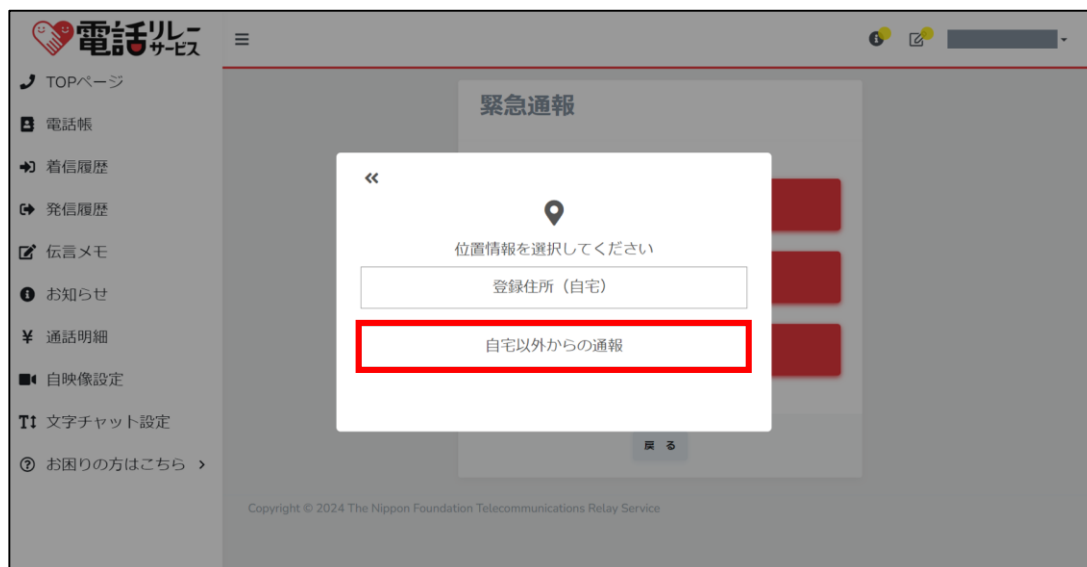 電話リレーサービス
TOPページ
電話帳
着信履歴
発信履歴
伝言メモ
お知らせ
通話明細
自映像設定
文字チャット設定
お困りの方はこちら
緊急通報
位置情報を選択してください
登録住所（自宅）
自宅以外からの通報
戻 る
Copyright © 2024 The Nippon Foundation Telecommunications Relay Service